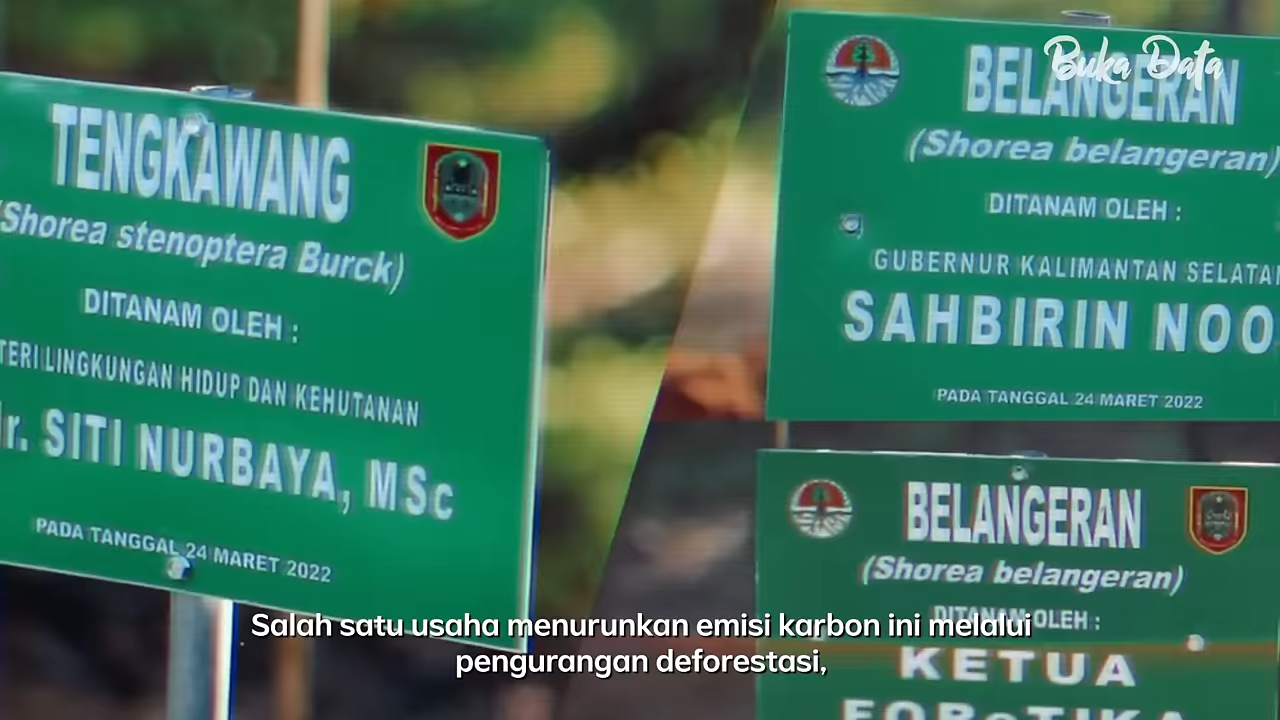 Buka Data
TENGKAWANG
(Shorea stenoptera Burck)
DITANAM OLEH :
TERI LINGKUNGAN HIDUP DAN KEHUTANAN
Ir. SITI NURBAYA, MSc
PADA TANGGAL 24 MARET 2022
BELANGERAN
(Shorea belangeran)
DITANAM OLEH :
GUBERNUR KALIMANTAN SELATAN
SAHBIRIN NOO
PADA TANGGAL 24 MARET 2022
BELANGERAN
(Shorea belangeran)
DITANAM OLEH :
KETUA
FOReTIKA
Salah satu usaha menurunkan emisi karbon ini melalui
pengurangan deforestasi,